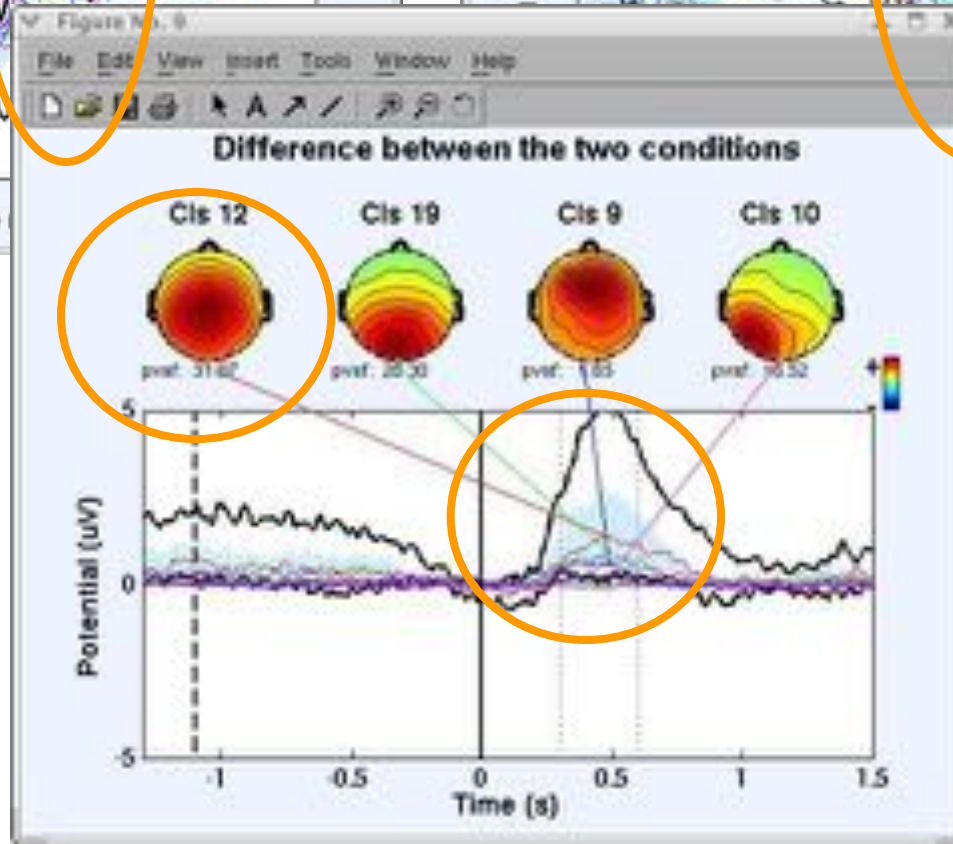 Figure No. 9
File Edit View Insert Tools Window Help
A
Difference between the two conditions
Cls 12 Cls 19 Cls 9 Cls 10
pvaf: pvaf: pvaf: pvaf:
+
-
5
0
-5
Potential (uV)
-1 -0.5 0 0.5 1 1.5
Time (s)